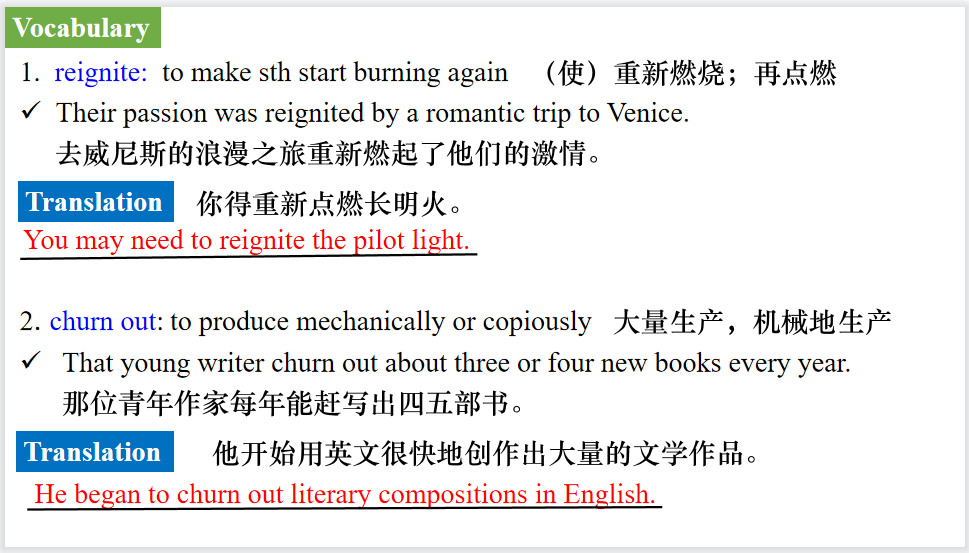 Vocabulary
1. reignite: to make sth start burning again （使）重新燃烧；再点燃
✓ Their passion was reignited by a romantic trip to Venice.
去威尼斯的浪漫之旅重新燃起了他们的激情。
Translation 你得重新点燃长明火。
You may need to reignite the pilot light.
2. churn out: to produce mechanically or copiously 大量生产，机械地生产
✓ That young writer churn out about three or four new books every year.
那位青年作家每年能赶写出四五部书。
Translation 他开始用英文很快地创作出大量的文学作品。
He began to churn out literary compositions in English.